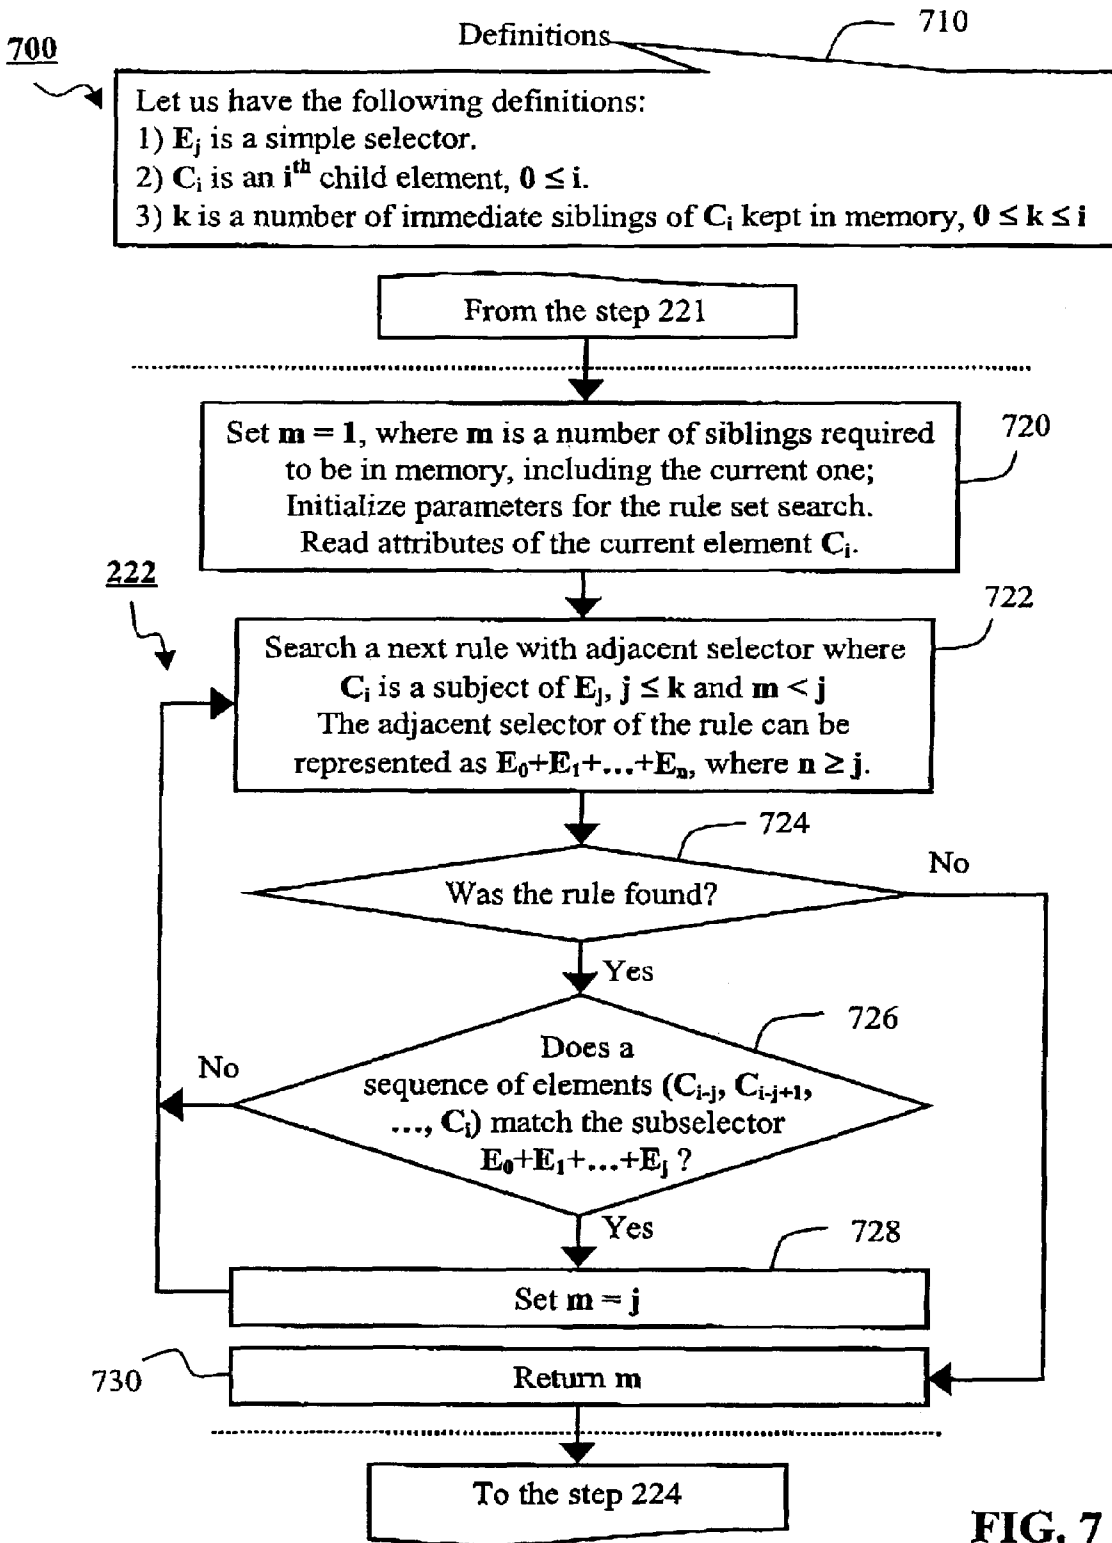 Definitions
710
700
Let us have the following definitions:
1) Ej is a simple selector.
2) Ci is an ith child element, 0 ≤ i.
3) k is a number of immediate siblings of Ci kept in memory, 0 ≤ k ≤ i
From the step 221
Set m = 1, where m is a number of siblings required
to be in memory, including the current one;
Initialize parameters for the rule set search.
Read attributes of the current element Ci.
720
222
722
Search a next rule with adjacent selector where
Ci is a subject of Ej, j ≤ k and m < j
The adjacent selector of the rule can be
represented as E0+E1+...+En, where n ≥ j.
724
Was the rule found?
No
Yes
726
Does a
sequence of elements (Ci-j, Ci-j+1,
..., Ci) match the subselector
E0+E1+...+Ej ?
No
Yes
728
Set m = j
730
Return m
To the step 224
FIG. 7